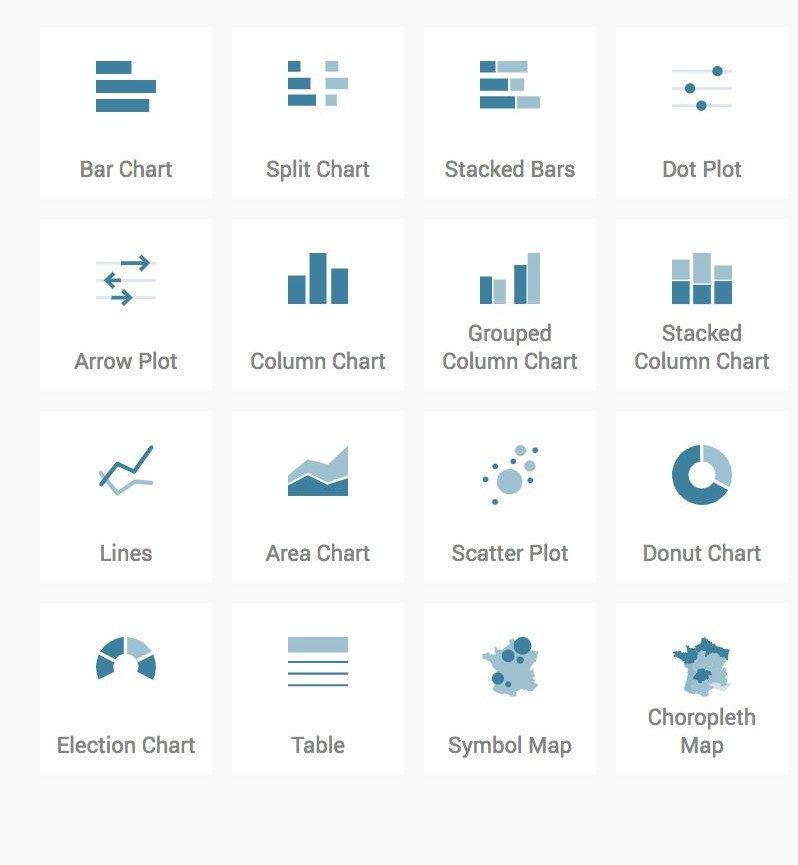 Bar Chart
Split Chart
Stacked Bars
Dot Plot
Arrow Plot
Column Chart
Grouped
Column Chart
Stacked
Column Chart
Lines
Area Chart
Scatter Plot
Donut Chart
Election Chart
Table
Symbol Map
Choropleth
Map